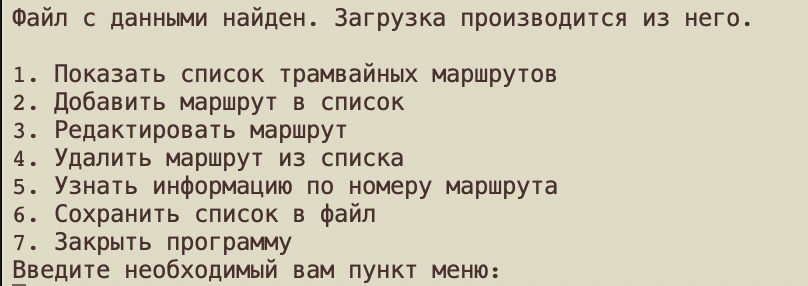 Файл с данными найден. Загрузка производится из него.
1. Показать список трамвайных маршрутов
2. Добавить маршрут в список
3. Редактировать маршрут
4. Удалить маршрут из списка
5. Узнать информацию по номеру маршрута
6. Сохранить список в файл
7. Закрыть программу
Введите необходимый вам пункт меню: